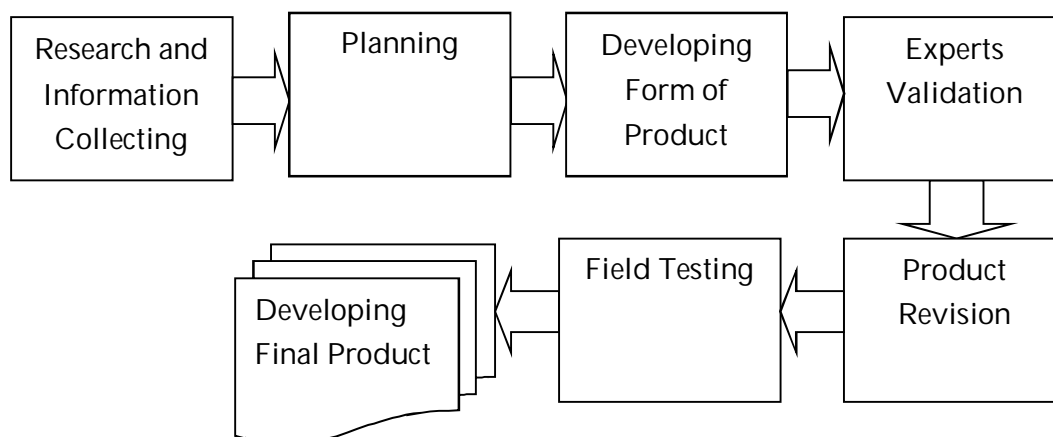 Research and
Information
Collecting
Planning
Developing
Form of
Product
Experts
Validation
Product
Revision
Field Testing
Developing
Final Product